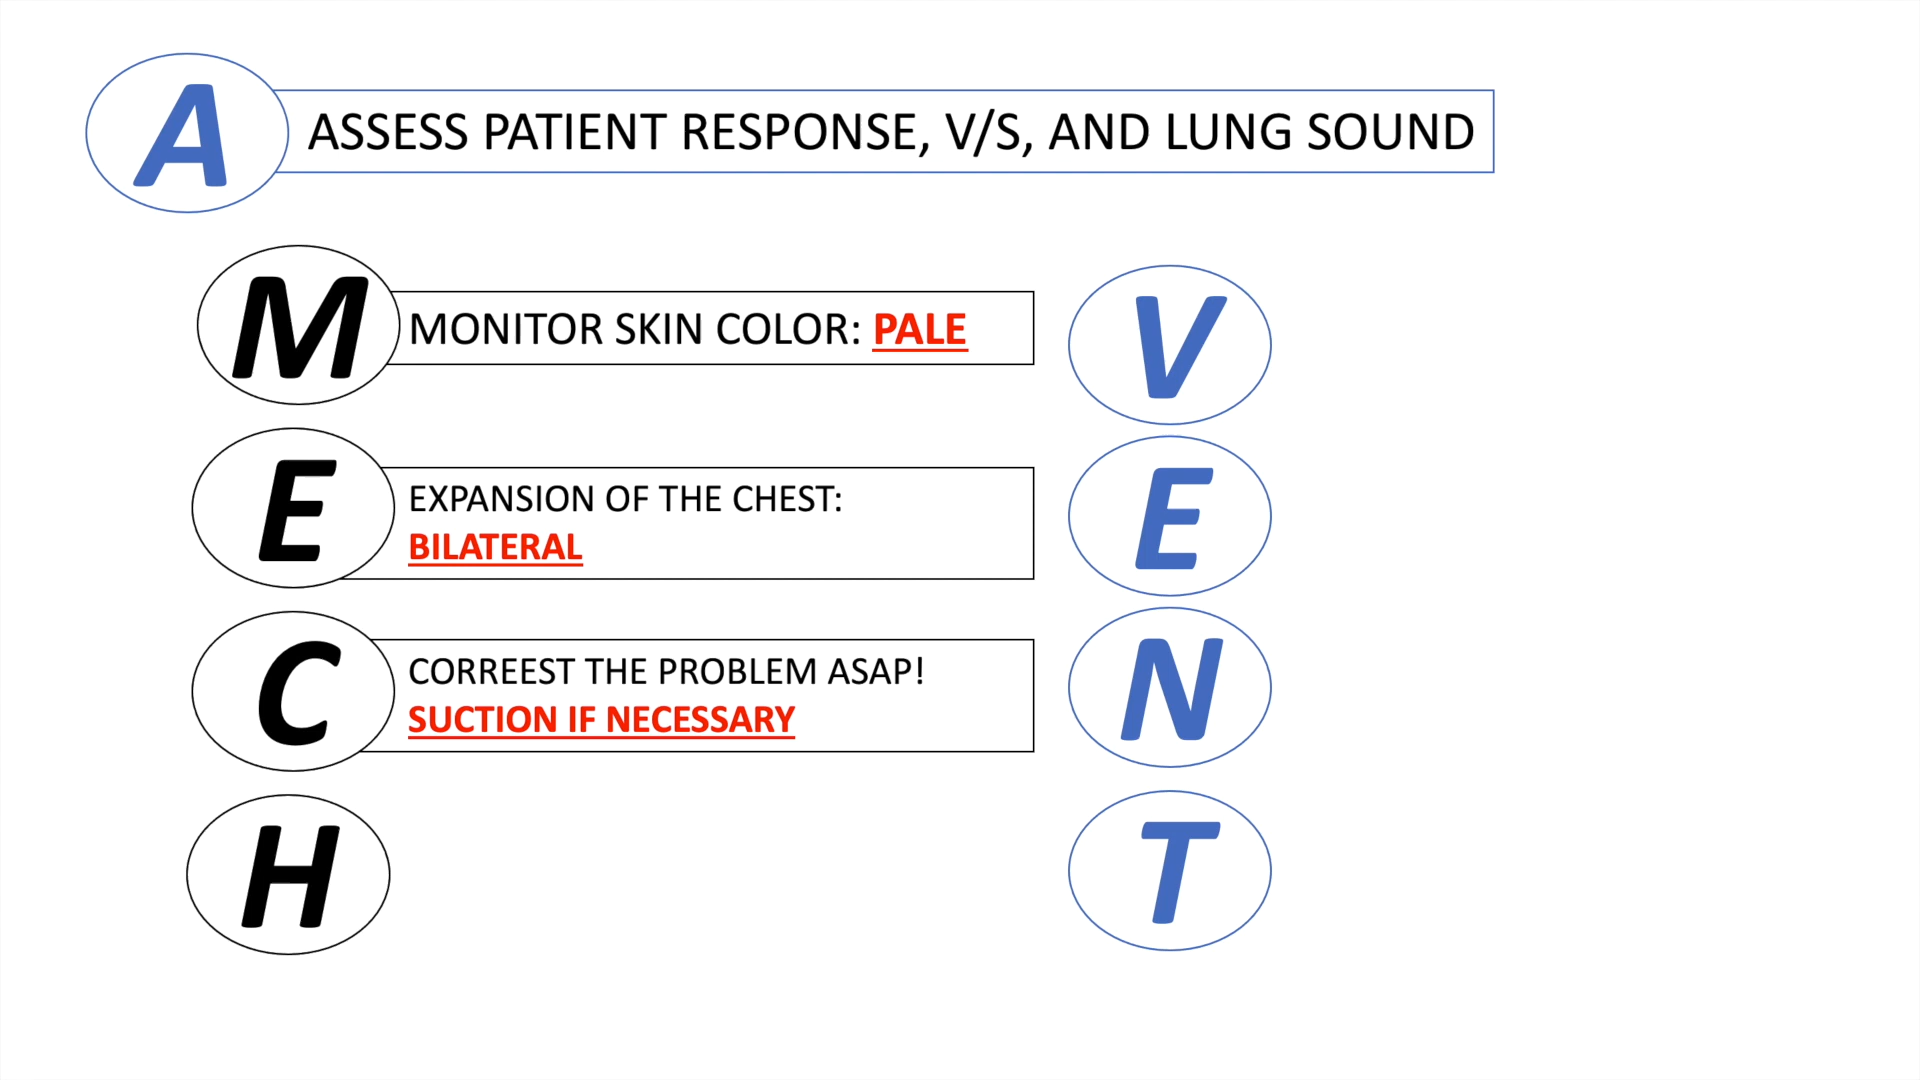 A
ASSESS PATIENT RESPONSE, V/S, AND LUNG SOUND
M
MONITOR SKIN COLOR: PALE
E
EXPANSION OF THE CHEST:
BILATERAL
C
CORREEST THE PROBLEM ASAP!
SUCTION IF NECESSARY
H
V
E
N
T